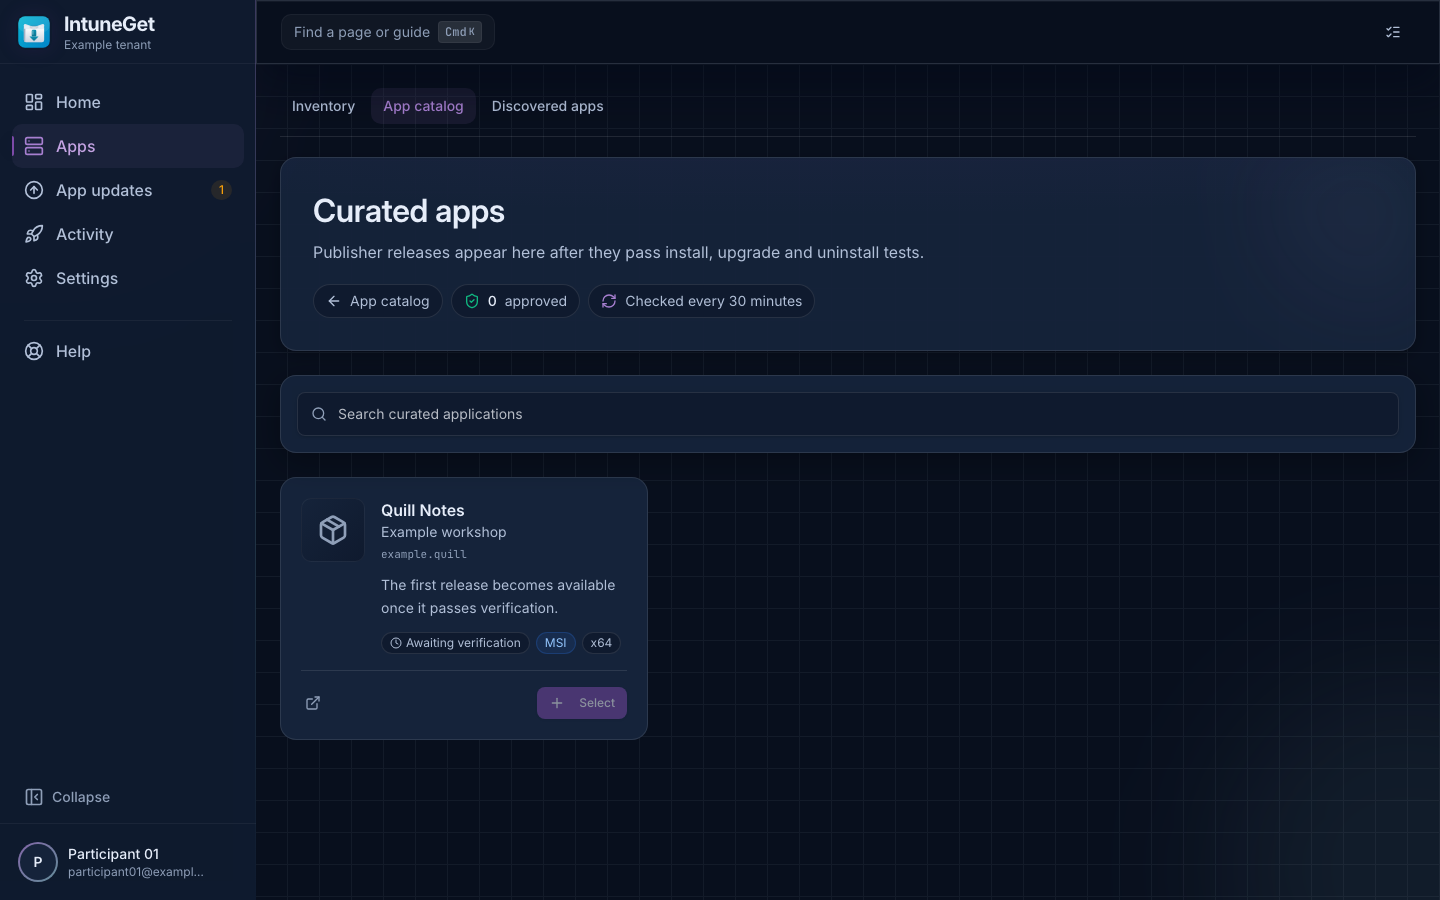 IntuneGet
Example tenant
Find a page or guide Cmd K
Home
Apps
App updates 1
Activity
Settings
Help
Collapse
P
Participant 01
participant01@exampl...
Inventory App catalog Discovered apps
Curated apps
Publisher releases appear here after they pass install, upgrade and uninstall tests.
App catalog 0 approved Checked every 30 minutes
Search curated applications
Quill Notes
Example workshop
example.quill
The first release becomes available
once it passes verification.
Awaiting verification MSI x64
Select